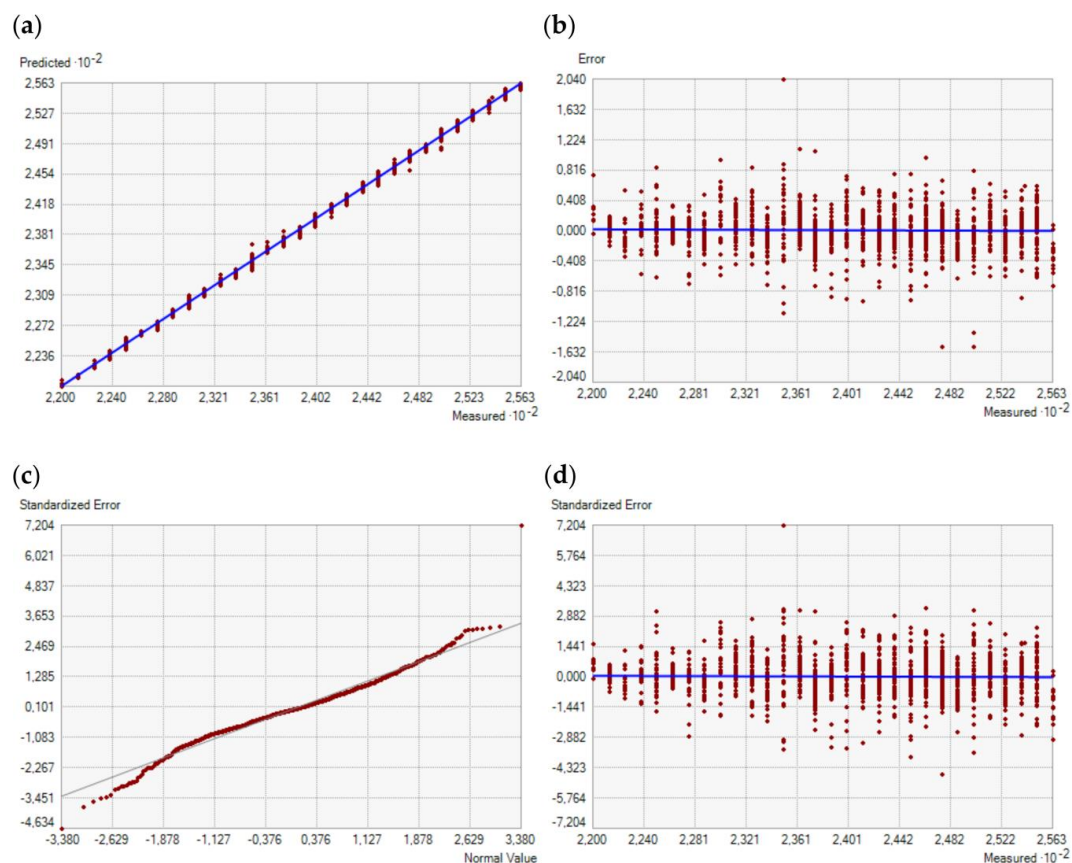 (a)
Predicted ·10⁻²
2,563
2,527
2,491
2,454
2,418
2,381
2,345
2,309
2,272
2,236
2,200 2,240 2,280 2,321 2,361 2,402 2,442 2,482 2,523 2,563
Measured ·10⁻²
(b)
Error
2.040
1,632
1,224
0,816
0,408
0,000
-0,408
-0,816
-1,224
-1,632
-2,040
2,200 2,240 2,281 2,321 2,361 2,401 2,442 2,482 2,522 2,563
Measured ·10⁻²
(c)
Standardized Error
7,204
6,021
4,837
3,653
2,469
1,285
0,101
-1,083
-2,267
-3,451
-4,634
-3,380 -2,629 -1,878 -1,127 -0,376 0,376 1,127 1,878 2,629 3,380
Normal Value
(d)
Standardized Error
7,204
5,764
4,323
2,882
1,441
0,000
-1,441
-2,882
-4,323
-5,764
-7,204
2,200 2,240 2,281 2,321 2,361 2,401 2,442 2,482 2,522 2,563
Measured ·10⁻²